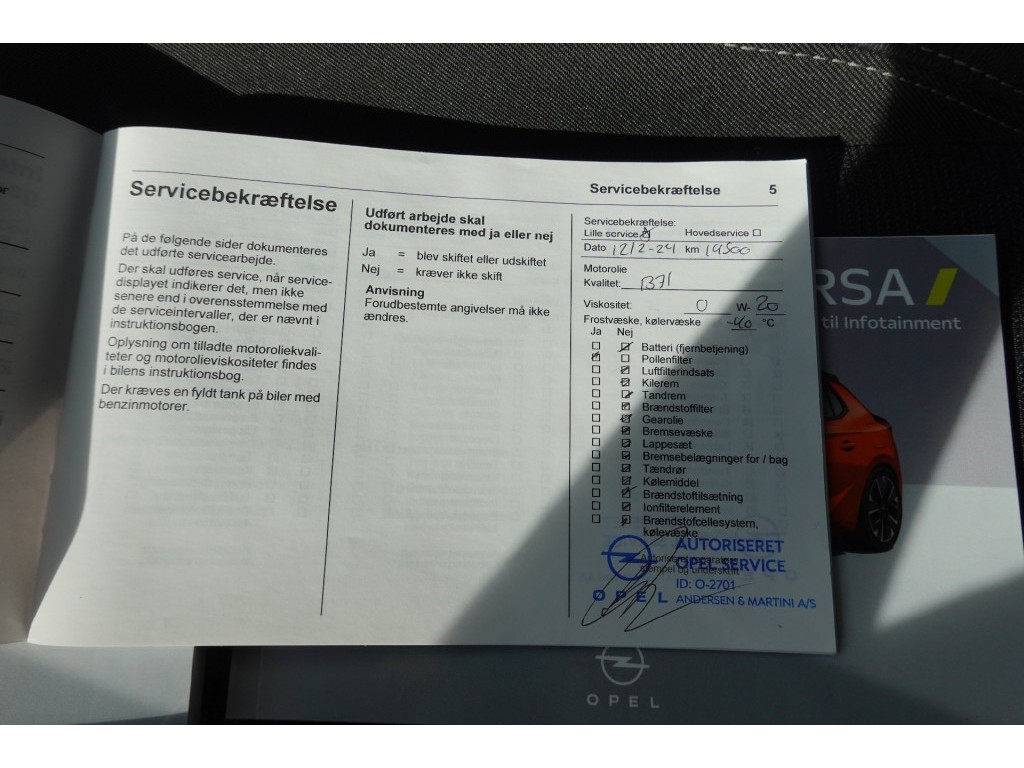 Servicebekræftelse
På de følgende sider dokumenteres
det udførte servicearbejde.
Der skal udføres service, når service-
displayet indikerer det, men ikke
senere end i overensstemmelse med
de serviceintervaller, der er nævnt i
instruktionsbogen.
Oplysning om tilladte motoroliekvali-
teter og motorolieviskositeter findes
i bilens instruktionsbog.
Der kræves en fyldt tank på biler med
benzinmotorer.
Udført arbejde skal
dokumenteres med ja eller nej
Ja = blev skiftet eller udskiftet
Nej = kræver ikke skift
Anvisning
Forudbestemte angivelser må ikke
ændres.
Servicebekræftelse 5
Servicebekræftelse:
Lille service Hovedservice
Dato 12/2-24 km 19500
Motorolie
Kvalitet: B71
Viskositet: 0 W- 20
Frostvæske, kølervæske -40 °C
Ja Nej
Batteri (fjernbetjening)
Pollenfilter
Luftfilterindsats
Kilerem
Tandrem
Brændstoffilter
Gearolie
Bremsevæske
Lappesæt
Bremsebelægninger for / bag
Tændrør
Kølemiddel
Brændstoftilsætning
Ionfilterelement
Brændstofcellesystem,
kølevæske
AUTORISERET
OPEL SERVICE
ID: O-2701
OPEL ANDERSEN & MARTINI A/S
stempel og underskrift
RSA
til Infotainment
OPEL